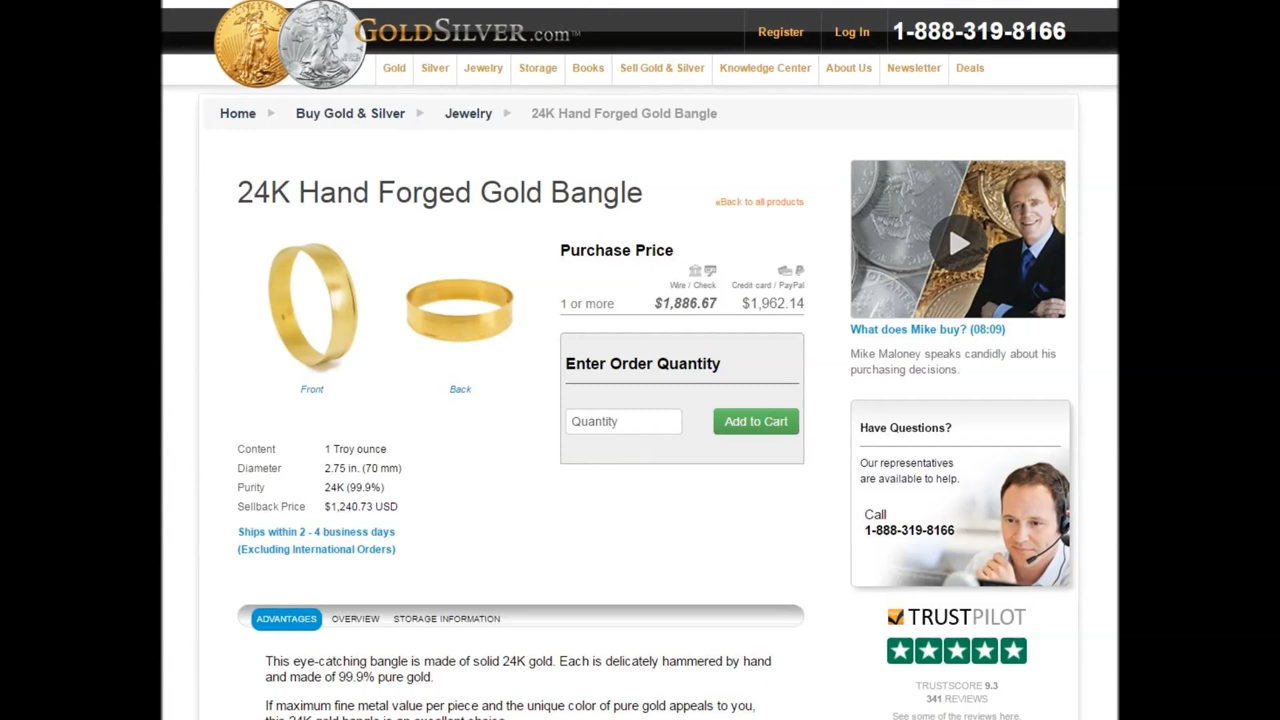 GOLDSILVER.com™
Register
Log In
1-888-319-8166
Gold
Silver
Jewelry
Storage
Books
Sell Gold & Silver
Knowledge Center
About Us
Newsletter
Deals
Home
Buy Gold & Silver
Jewelry
24K Hand Forged Gold Bangle
24K Hand Forged Gold Bangle
«Back to all products
Front
Back
Purchase Price
Wire / Check
Credit card / PayPal
1 or more $1,886.67 $1,962.14
Enter Order Quantity
Quantity
Add to Cart
Content 1 Troy ounce
Diameter 2.75 in. (70 mm)
Purity 24K (99.9%)
Sellback Price $1,240.73 USD
Ships within 2 - 4 business days
(Excluding International Orders)
ADVANTAGES
OVERVIEW
STORAGE INFORMATION
This eye-catching bangle is made of solid 24K gold. Each is delicately hammered by hand
and made of 99.9% pure gold.
If maximum fine metal value per piece and the unique color of pure gold appeals to you,
this 24K gold bangle is an excellent choice.
What does Mike buy? (08:09)
Mike Maloney speaks candidly about his
purchasing decisions.
Have Questions?
Our representatives
are available to help.
Call
1-888-319-8166
TRUSTPILOT
TRUSTSCORE 9.3
341 REVIEWS
See some of the reviews here.